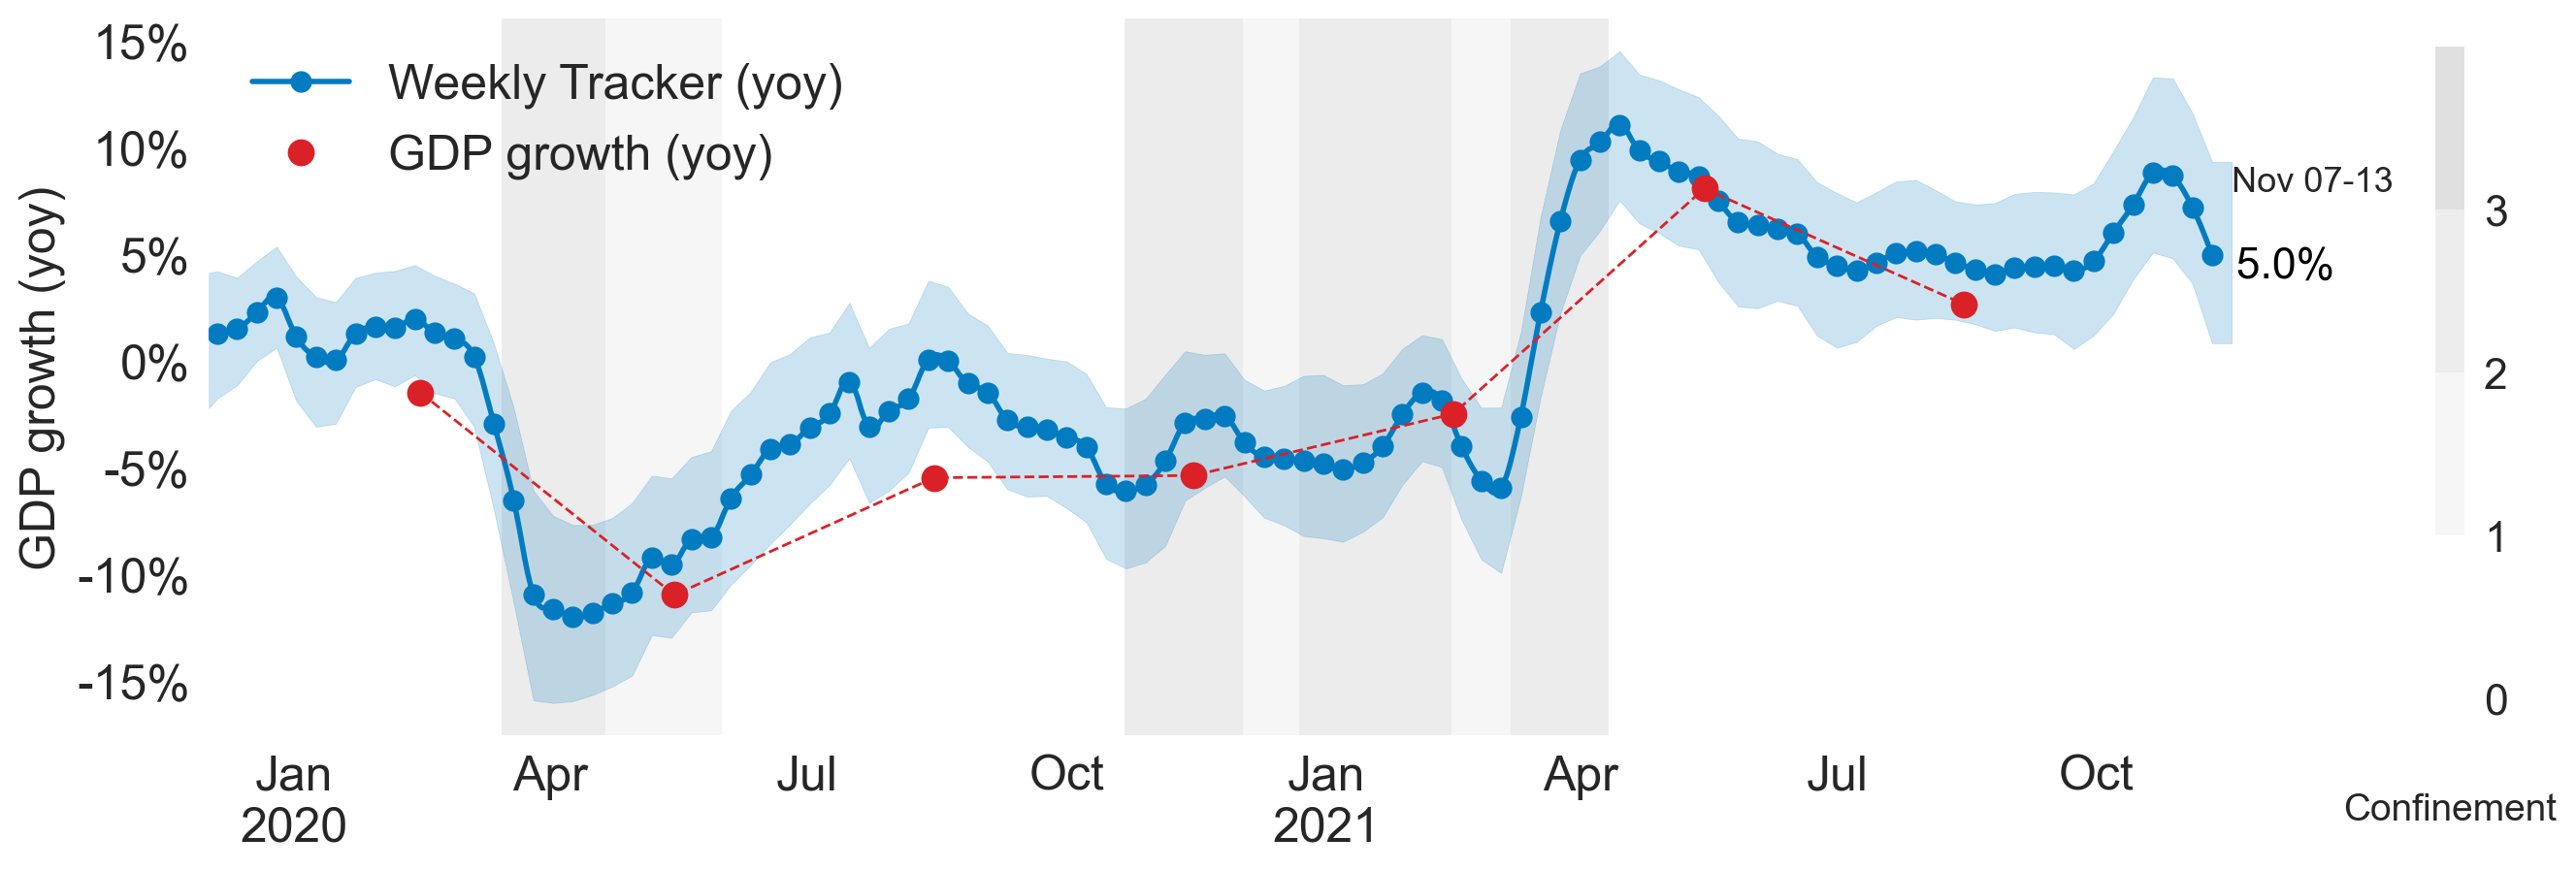 GDP growth (yoy)
15%
10%
5%
0%
-5%
-10%
-15%
Weekly Tracker (yoy)
GDP growth (yoy)
Nov 07-13
5.0%
3
2
1
0
Jan
2020
Apr
Jul
Oct
Jan
2021
Apr
Jul
Oct
Confinement